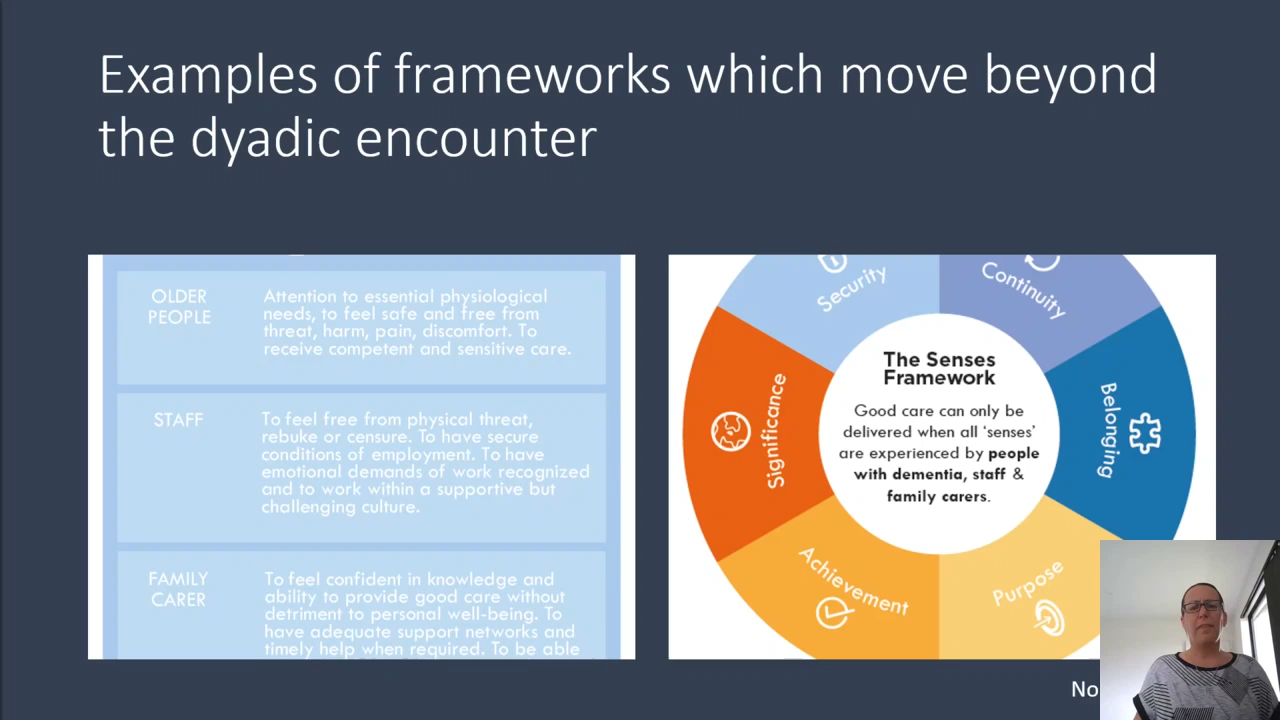 Examples of frameworks which move beyond
the dyadic encounter
OLDER
PEOPLE
Attention to essential physiological
needs, to feel safe and free from
threat, harm, pain, discomfort. To
receive competent and sensitive care.
STAFF
To feel free from physical threat,
rebuke or censure. To have secure
conditions of employment. To have
emotional demands of work recognized
and to work within a supportive but
challenging culture.
FAMILY
CARER
To feel confident in knowledge and
ability to provide good care without
detriment to personal well-being. To
have adequate support networks and
timely help when required. To be able
Security
Continuity
Significance
Belonging
Achievement
Purpose
The Senses
Framework
Good care can only be
delivered when all ‘senses’
are experienced by people
with dementia, staff &
family carers.
No